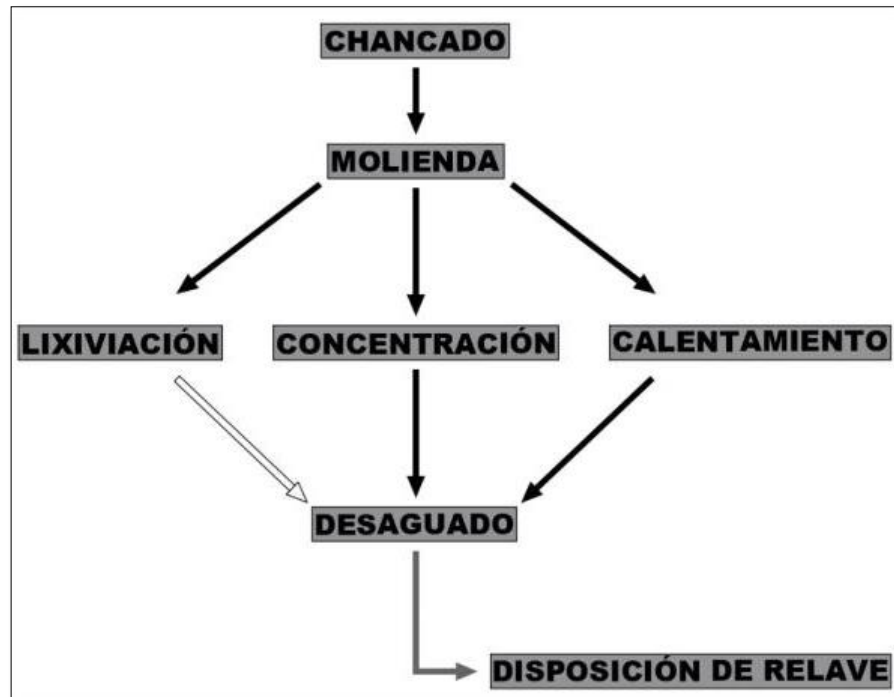 CHANCADO
MOLIENDA
LIXIVIACIÓN
CONCENTRACIÓN
CALENTAMIENTO
DESAGUADO
DISPOSICIÓN DE RELAVE